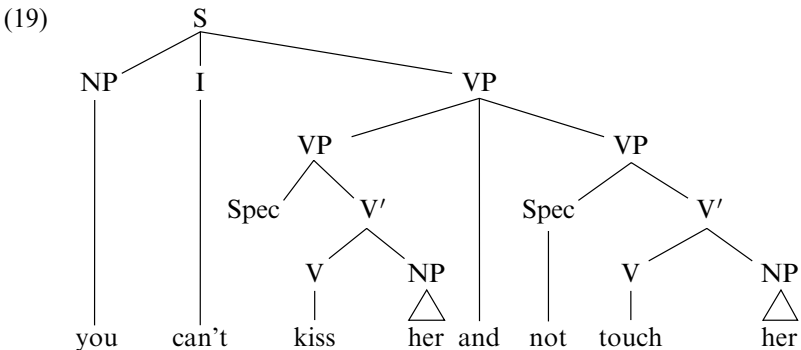 (19) S
NP I VP
VP VP
Spec V′ Spec V′
V NP V NP
you can't kiss her and not touch her